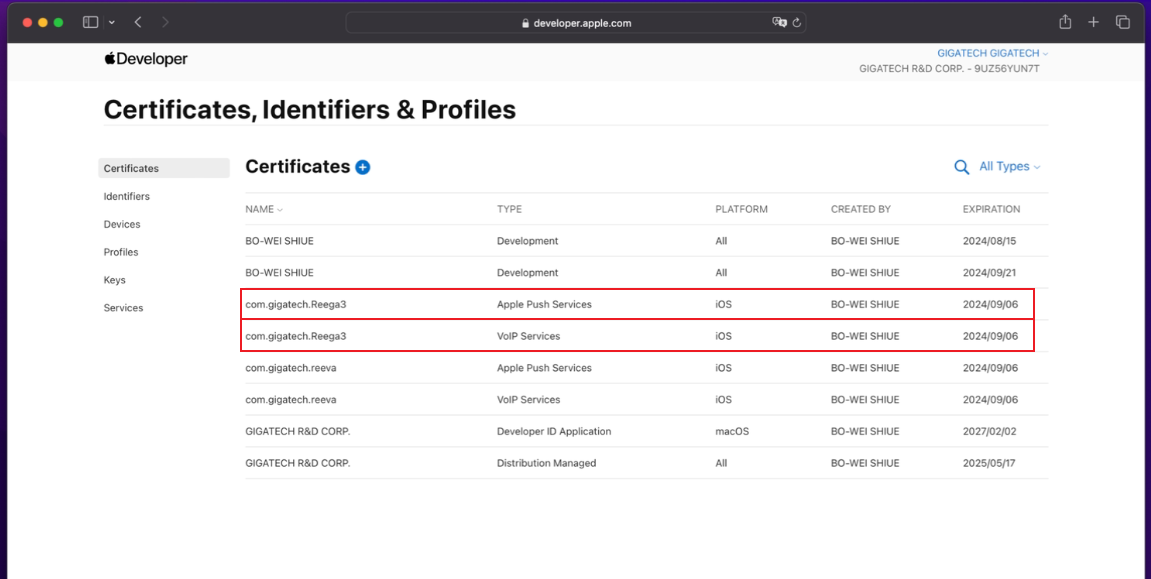 developer.apple.com
Developer
GIGATECH GIGATECH
GIGATECH R&D CORP. - 9UZ56YUN7T
Certificates, Identifiers & Profiles
Certificates
Identifiers
Devices
Profiles
Keys
Services
Certificates
All Types
NAME TYPE PLATFORM CREATED BY EXPIRATION
BO-WEI SHIUE Development All BO-WEI SHIUE 2024/08/15
BO-WEI SHIUE Development All BO-WEI SHIUE 2024/09/21
com.gigatech.Reega3 Apple Push Services iOS BO-WEI SHIUE 2024/09/06
com.gigatech.Reega3 VoIP Services iOS BO-WEI SHIUE 2024/09/06
com.gigatech.reeva Apple Push Services iOS BO-WEI SHIUE 2024/09/06
com.gigatech.reeva VoIP Services iOS BO-WEI SHIUE 2024/09/06
GIGATECH R&D CORP. Developer ID Application macOS BO-WEI SHIUE 2027/02/02
GIGATECH R&D CORP. Distribution Managed All BO-WEI SHIUE 2025/05/17